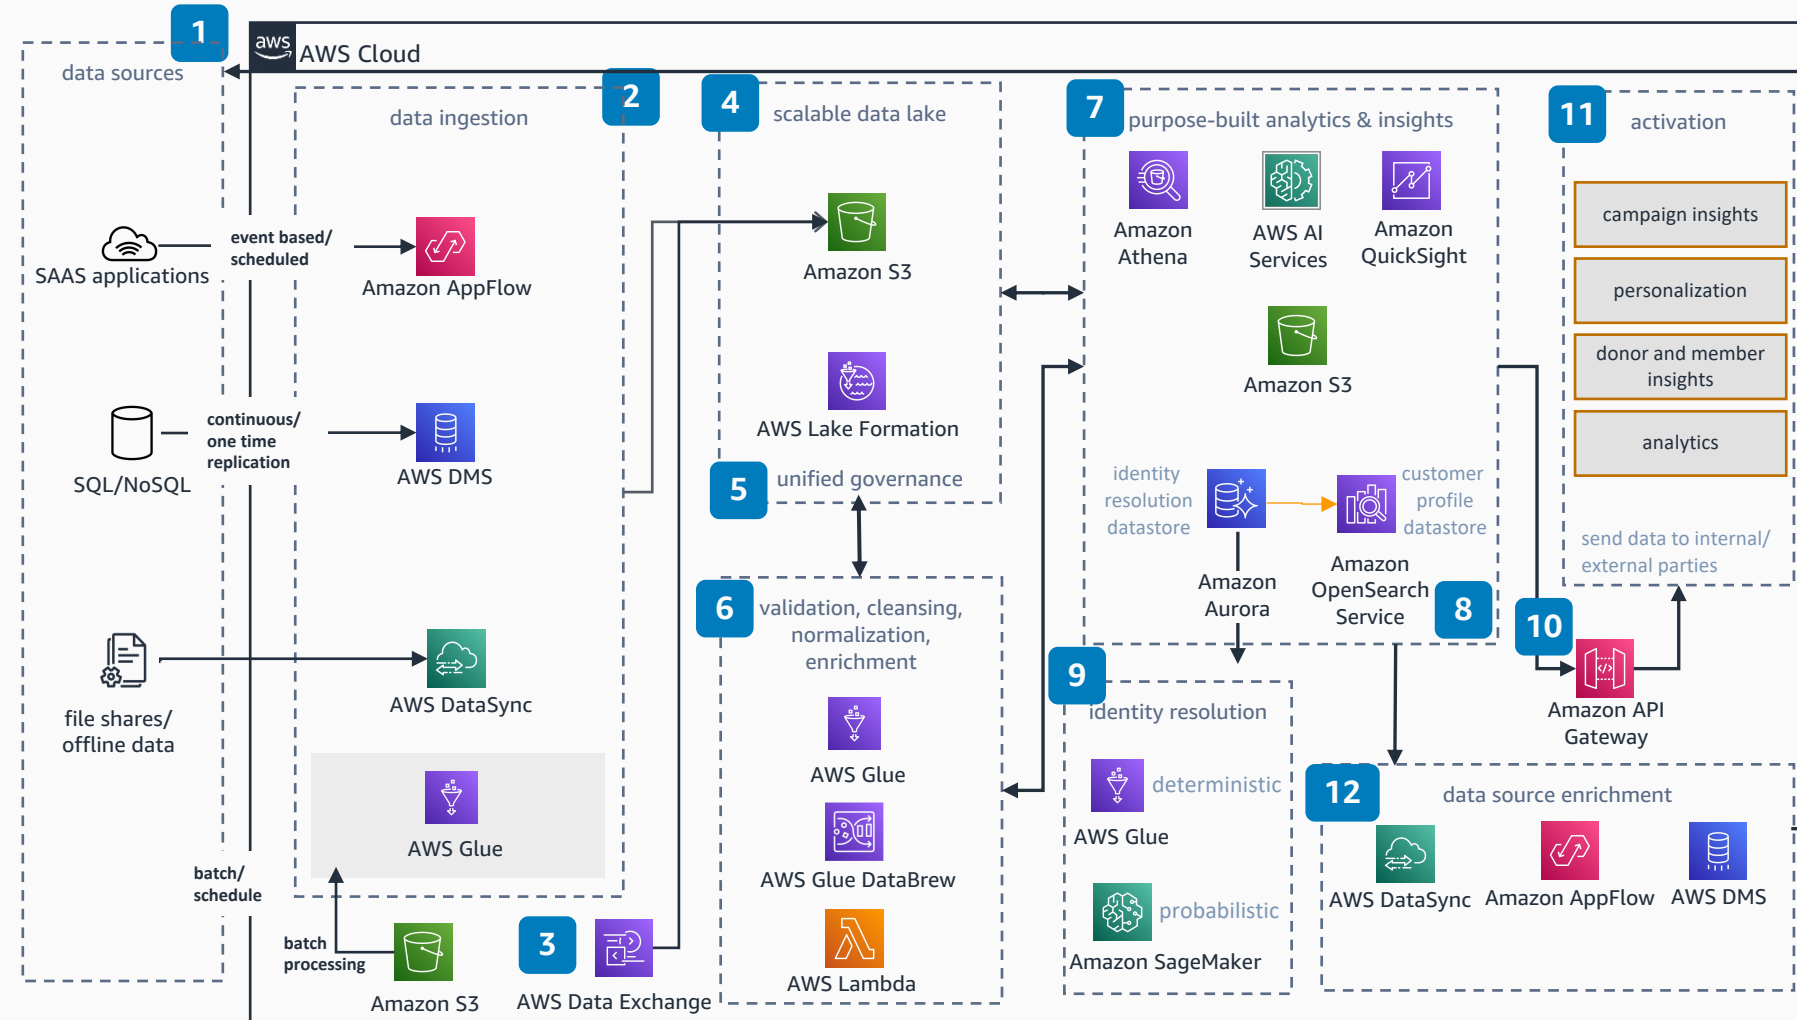 1
data sources
SAAS applications
SQL/NoSQL
file shares/
offline data
aws
AWS Cloud
2
data ingestion
event based/
scheduled
Amazon AppFlow
continuous/
one time
replication
AWS DMS
AWS DataSync
AWS Glue
batch/
schedule
batch
processing
Amazon S3
3
AWS Data Exchange
4
scalable data lake
Amazon S3
AWS Lake Formation
5
unified governance
6
validation, cleansing,
normalization,
enrichment
AWS Glue
AWS Glue DataBrew
AWS Lambda
7
purpose-built analytics & insights
Amazon
Athena
AWS AI
Services
Amazon
QuickSight
Amazon S3
identity
resolution
datastore
customer
profile
datastore
Amazon
Aurora
Amazon
OpenSearch
Service
8
9
identity resolution
deterministic
AWS Glue
probabilistic
Amazon SageMaker
10
Amazon API
Gateway
11
activation
campaign insights
personalization
donor and member
insights
analytics
send data to internal/
external parties
12
data source enrichment
AWS DataSync
Amazon AppFlow
AWS DMS